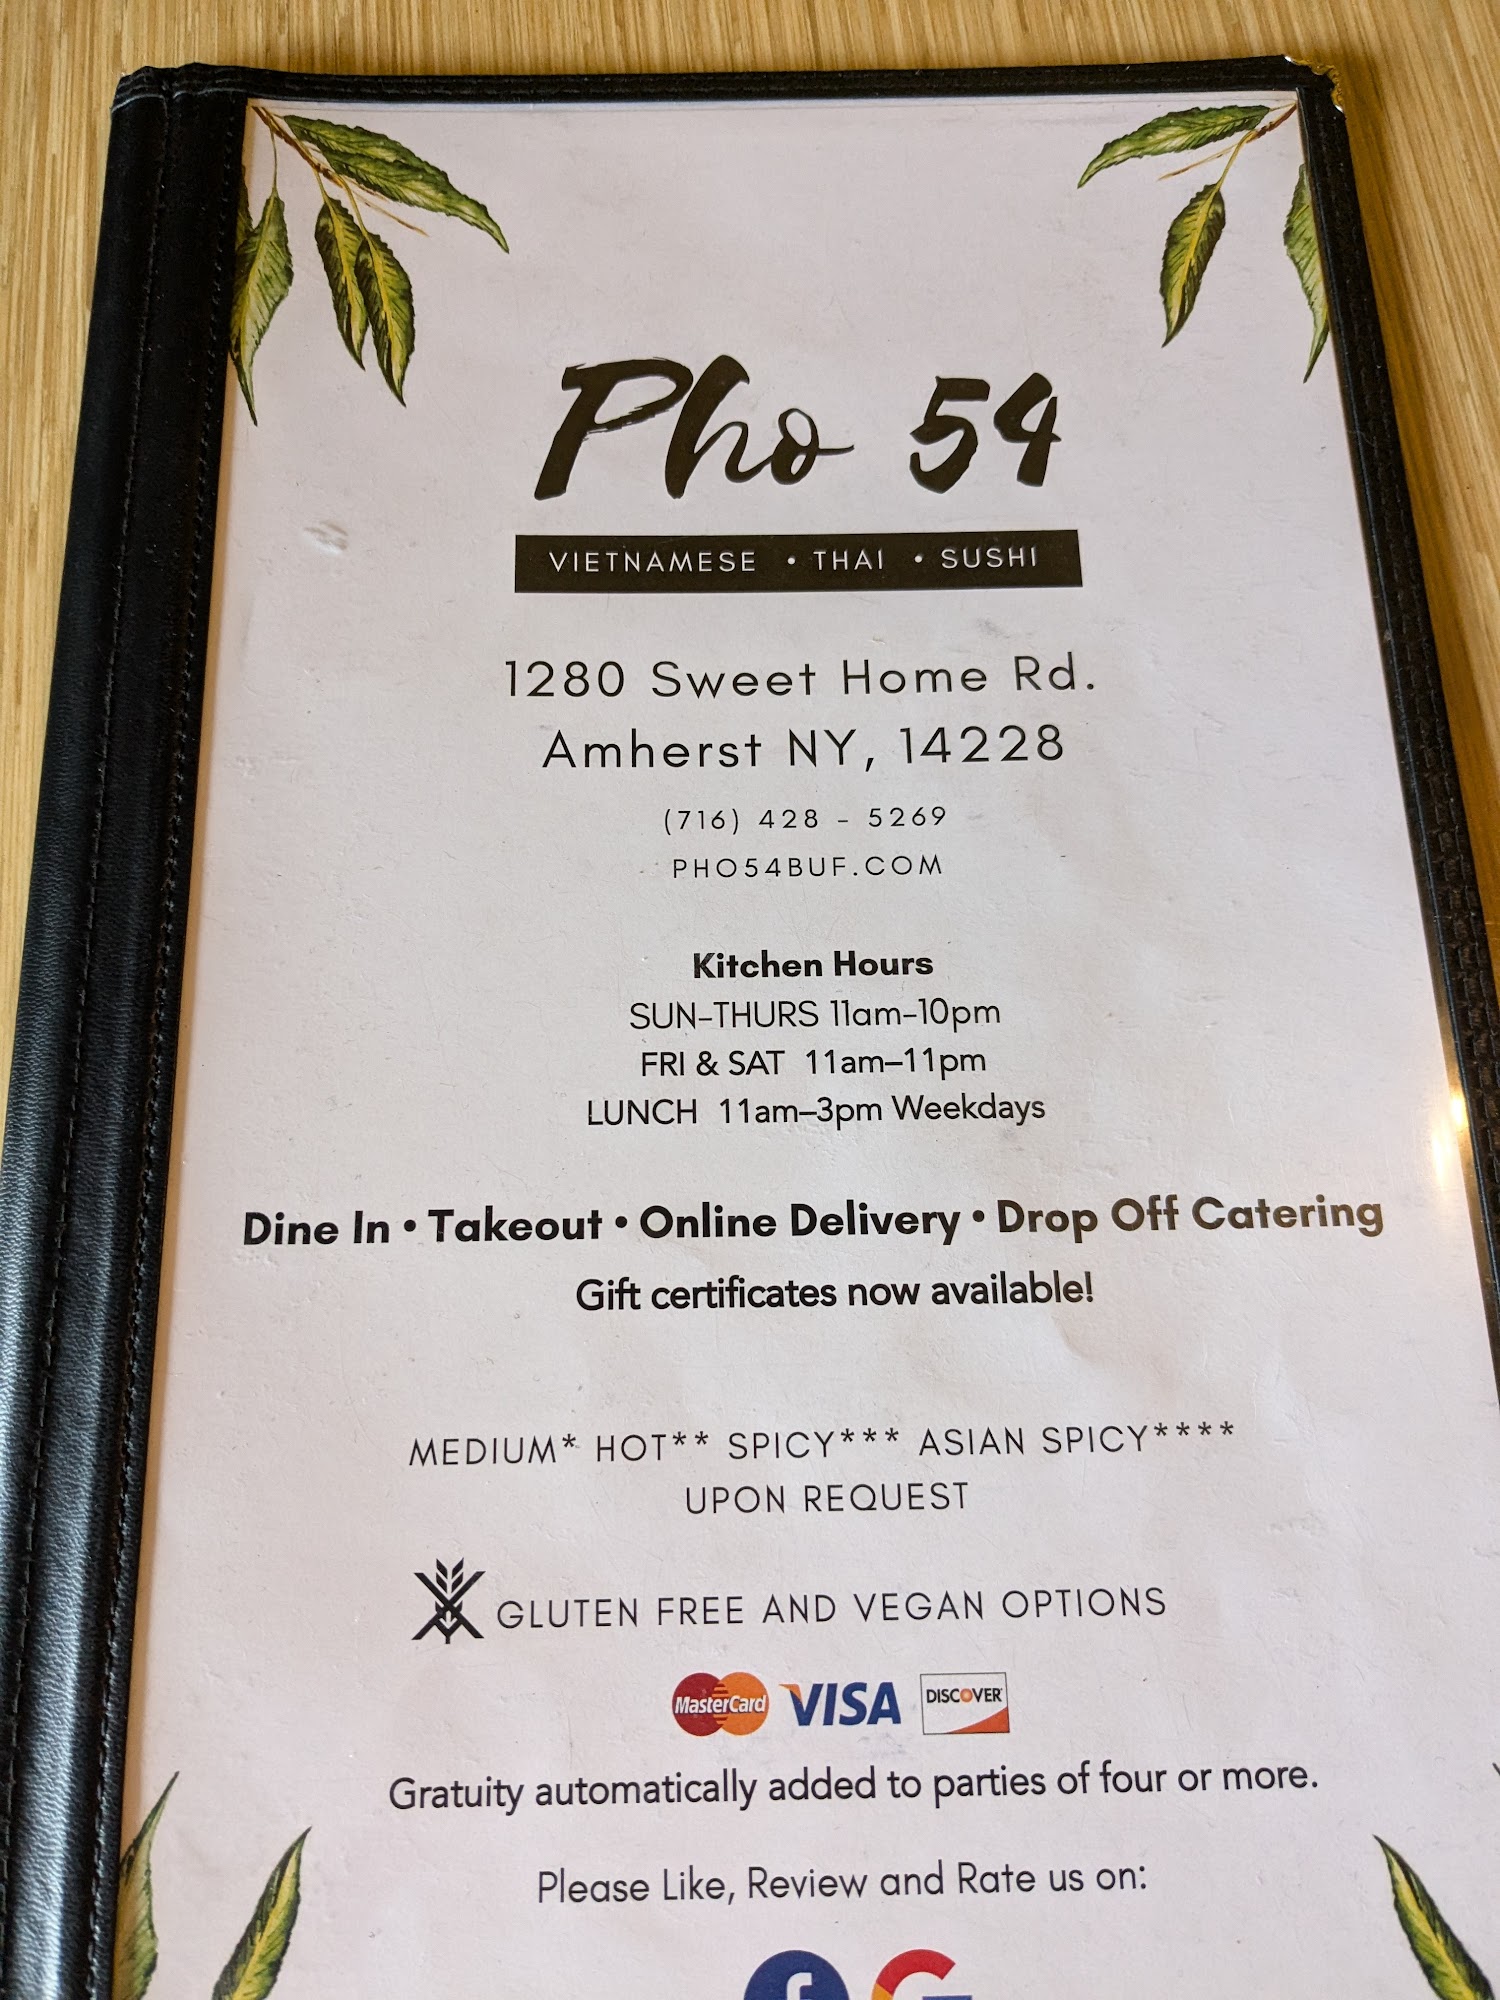 Pho 54
VIETNAMESE • THAI • SUSHI
1280 Sweet Home Rd.
Amherst NY, 14228
(716) 428 - 5269
PHO54BUF.COM
Kitchen Hours
SUN-THURS 11am-10pm
FRI & SAT 11am–11pm
LUNCH 11am–3pm Weekdays
Dine In • Takeout • Online Delivery • Drop Off Catering
Gift certificates now available!
MEDIUM* HOT** SPICY*** ASIAN SPICY****
UPON REQUEST
GLUTEN FREE AND VEGAN OPTIONS
MasterCard VISA DISCOVER
Gratuity automatically added to parties of four or more.
Please Like, Review and Rate us on: